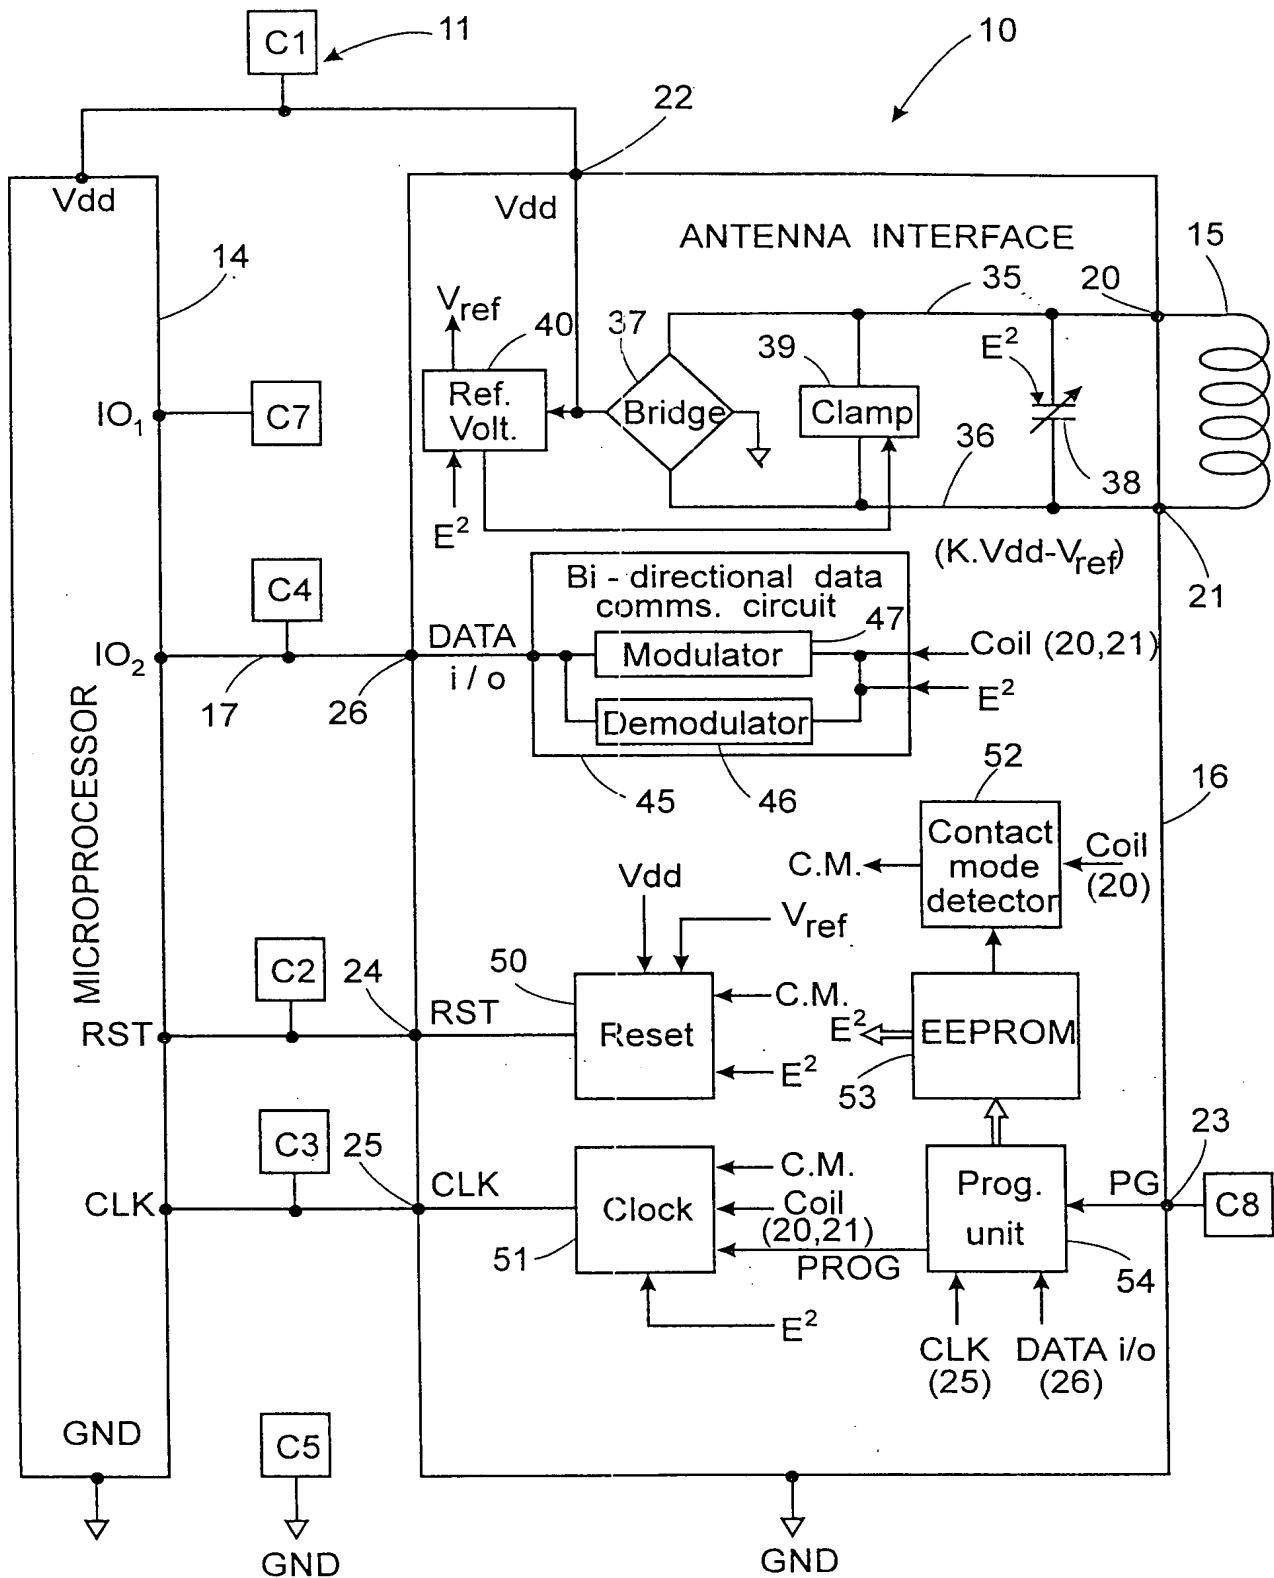 C1
11
10
22
Vdd
Vdd
ANTENNA INTERFACE
15
14
35
20
Vref
40
37
39
E²
Ref.
Volt.
Bridge
Clamp
IO1
C7
36
38
E²
(K.Vdd-Vref)
21
C4
Bi - directional data
comms. circuit
47
DATA
i / o
IO2
Modulator
Coil (20,21)
E²
17
26
Demodulator
MICROPROCESSOR
45
46
52
16
Contact
mode
detector
C.M.
Coil
(20)
Vdd
Vref
C2
24
50
C.M.
RST
RST
Reset
E²
EEPROM
E²
53
C3
25
23
C.M.
CLK
CLK
Clock
Coil
(20,21)
PROG
Prog.
unit
PG
C8
51
54
E²
CLK
(25)
DATA i/o
(26)
GND
C5
GND
GND